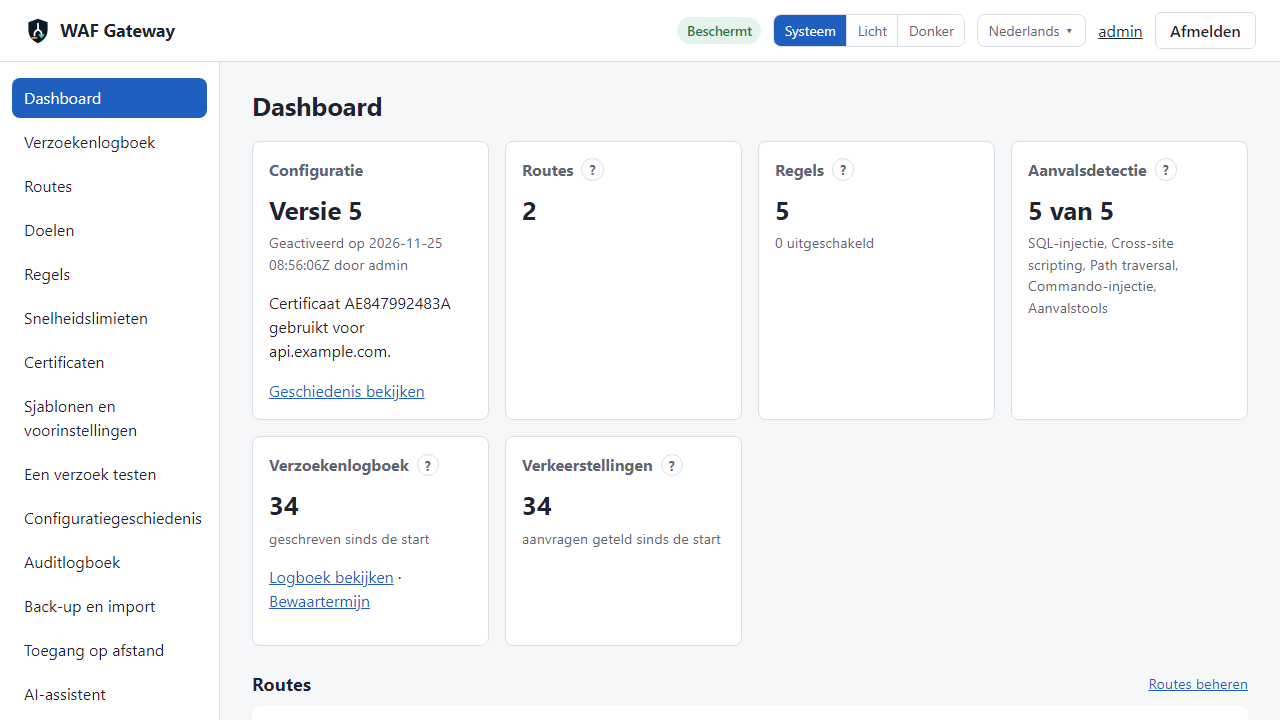 WAF Gateway
Beschermt
Systeem
Licht
Donker
Nederlands ▾
admin
Afmelden
Dashboard
Verzoekenlogboek
Routes
Doelen
Regels
Snelheidslimieten
Certificaten
Sjablonen en
voorinstellingen
Een verzoek testen
Configuratiegeschiedenis
Auditlogboek
Back-up en import
Toegang op afstand
AI-assistent
Dashboard
Configuratie
Versie 5
Geactiveerd op 2026-11-25
08:56:06Z door admin
Certificaat AE847992483A
gebruikt voor
api.example.com.
Geschiedenis bekijken
Routes ?
2
Regels ?
5
0 uitgeschakeld
Aanvalsdetectie ?
5 van 5
SQL-injectie, Cross-site
scripting, Path traversal,
Commando-injectie,
Aanvalstools
Verzoekenlogboek ?
34
geschreven sinds de start
Logboek bekijken ·
Bewaartermijn
Verkeerstellingen ?
34
aanvragen geteld sinds de start
Routes
Routes beheren